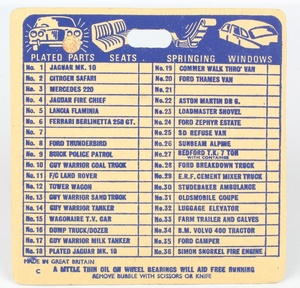 PLATED PARTS SEATS SPRINGING WINDOWS
No. 1 JAGUAR MK. 10
No. 2 CITROEN SAFARI
No. 3 MERCEDES 220
No. 4 JAGUAR FIRE CHIEF
No. 5 LANCIA FLAMINIA
No. 6 FERRARI BERLINETTA 250 GT.
No. 7
No. 8 FORD THUNDERBIRD
No. 9 BUICK POLICE PATROL
No. 10 GUY WARRIOR COAL TRUCK
No. 11 F/C LAND ROVER
No. 12 TOWER WAGON
No. 13 GUY WARRIOR SAND TRUCK
No. 14 GUY WARRIOR TANKER
No. 15 WAGONAIRE T.V. CAR
No. 16 DUMP TRUCK/DOZER
No. 17 GUY WARRIOR MILK TANKER
No. 18 PLATED JAGUAR MK. 10
No. 19 COMMER WALK THRO' VAN
No. 20 FORD THAMES VAN
No. 21
No. 22 ASTON MARTIN DB 6.
No. 23 LOADMASTER SHOVEL
No. 24 FORD ZEPHYR ESTATE
No. 25 SD REFUSE VAN
No. 26 SUNBEAM ALPINE
No. 27 BEDFORD T.K. 7 TON
WITH CONTAINER
No. 28 FORD BREAKDOWN TRUCK
No. 29 E.R.F. CEMENT MIXER TRUCK
No. 30 STUDEBAKER AMBULANCE
No. 31 OLDSMOBILE COUPE
No. 32 LUGGAGE ELEVATOR
No. 33 FARM TRAILER AND CALVES
No. 34 B.M. VOLVO 400 TRACTOR
No. 35 FORD CAMPER
No. 36 SIMON SNORKEL FIRE ENGINE
MADE IN GREAT BRITAIN
C A LITTLE THIN OIL ON WHEEL BEARINGS WILL AID FREE RUNNING
REMOVE BUBBLE WITH SCISSORS OR KNIFE